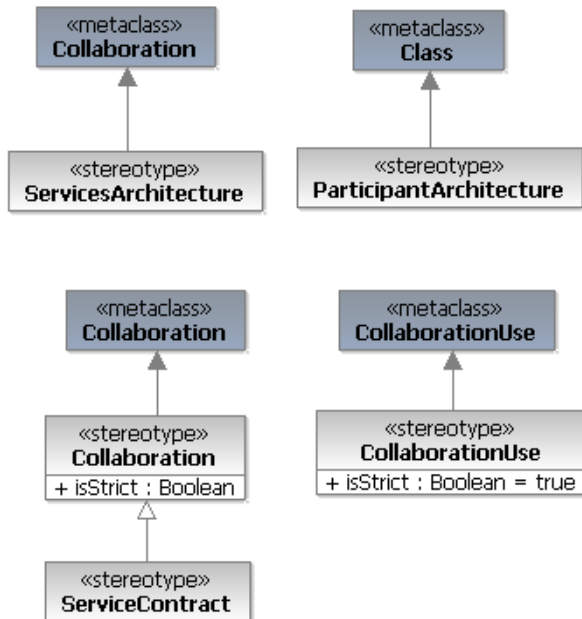 «metaclass»
Collaboration
«metaclass»
Class
«stereotype»
ServicesArchitecture
«stereotype»
ParticipantArchitecture
«metaclass»
Collaboration
«metaclass»
CollaborationUse
«stereotype»
Collaboration
+ isStrict : Boolean
«stereotype»
CollaborationUse
+ isStrict : Boolean = true
«stereotype»
ServiceContract